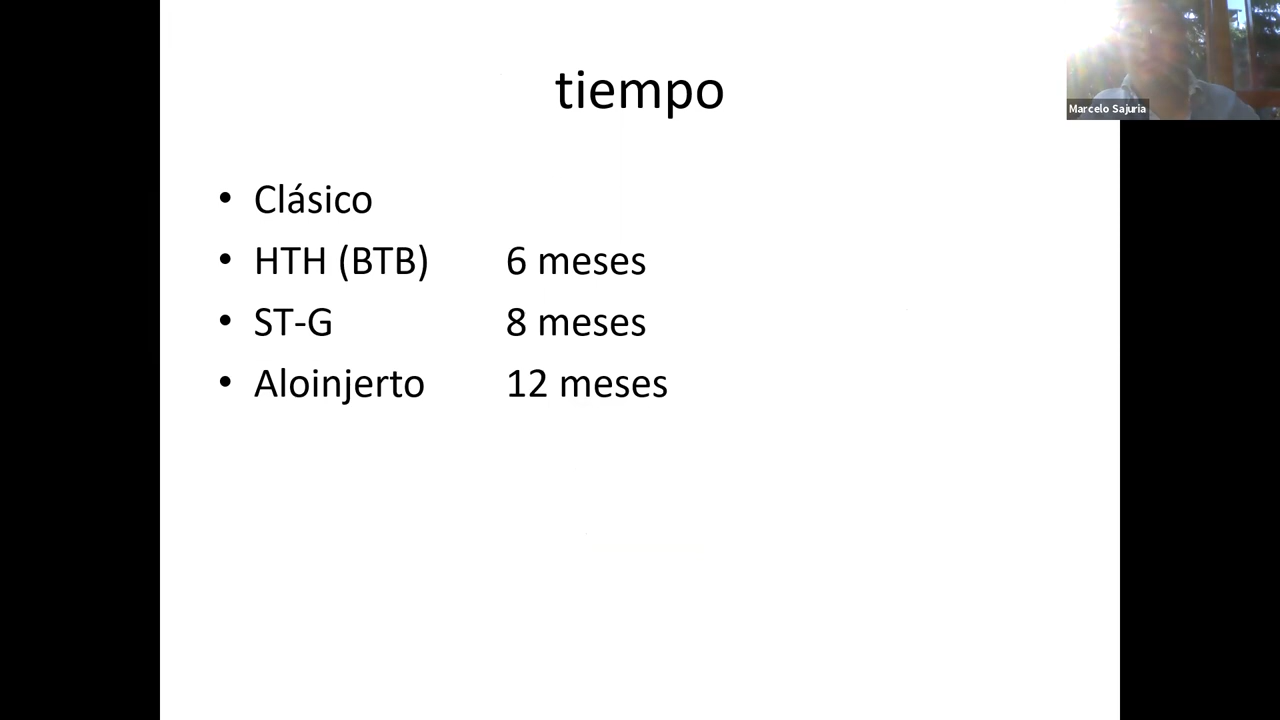 tiempo
Marcelo Sajuria
• Clásico
• HTH (BTB) 6 meses
• ST-G 8 meses
• Aloinjerto 12 meses